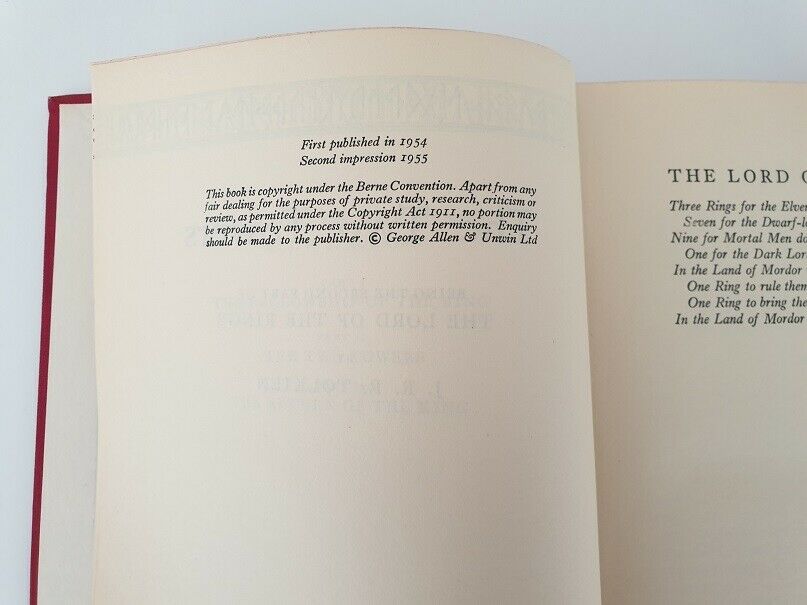 First published in 1954
Second impression 1955
This book is copyright under the Berne Convention. Apart from any
fair dealing for the purposes of private study, research, criticism or
review, as permitted under the Copyright Act 1911, no portion may
be reproduced by any process without written permission. Enquiry
should be made to the publisher. © George Allen & Unwin Ltd
THE LORD O
Three Rings for the Elven
Seven for the Dwarf-lo
Nine for Mortal Men do
One for the Dark Lor
In the Land of Mordor
One Ring to rule them
One Ring to bring the
In the Land of Mordor